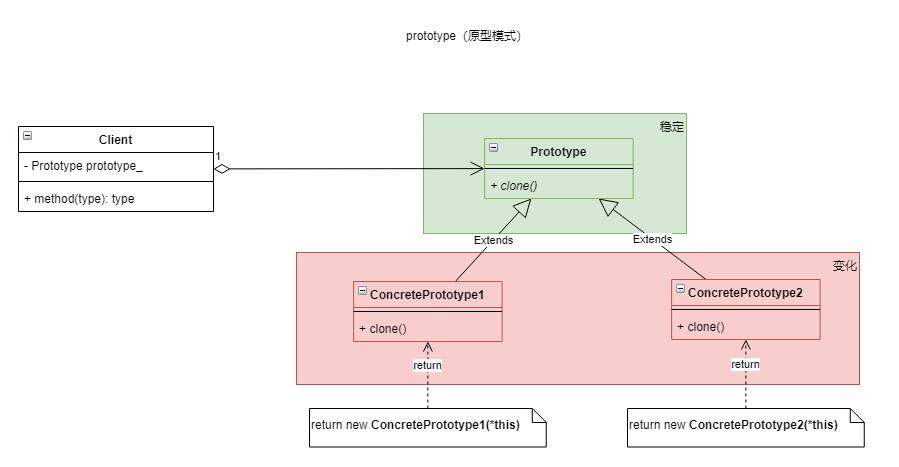 prototype（原型模式）
稳定
Client
- Prototype prototype_
+ method(type): type
1
Prototype
+ clone()
Extends
Extends
变化
ConcretePrototype1
+ clone()
ConcretePrototype2
+ clone()
return
return
return new ConcretePrototype1(*this)
return new ConcretePrototype2(*this)